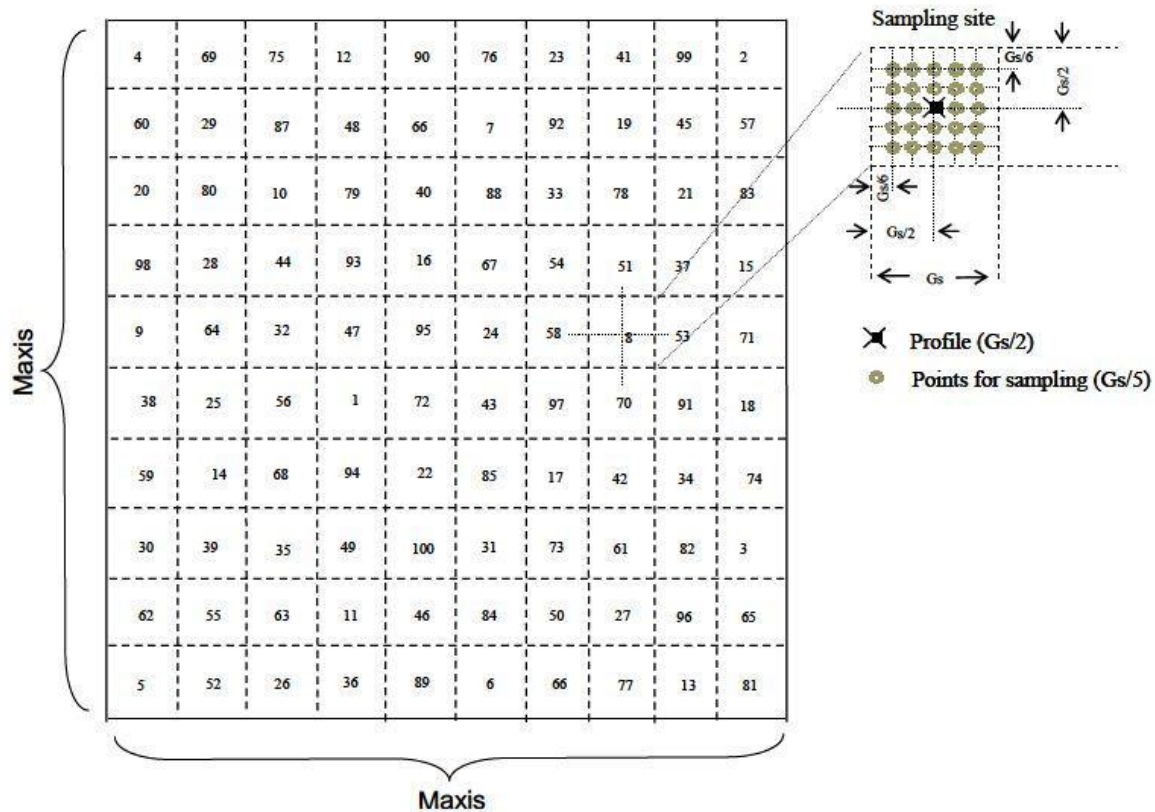 Sampling site
4 69 75 12 90 76 23 41 99 2
Gs/6
Gs/2
60 29 87 48 66 7 92 19 45 57
20 80 10 79 40 88 33 78 21 83
Gs/6
Gs/2
98 28 44 93 16 67 54 51 37 15
Gs
9 64 32 47 95 24 58 8 53 71
Profile (Gs/2)
Points for sampling (Gs/5)
Maxis
38 25 56 1 72 43 97 70 91 18
59 14 68 94 22 85 17 42 34 74
30 39 35 49 100 31 73 61 82 3
62 55 63 11 46 84 50 27 96 65
5 52 26 36 89 6 66 77 13 81
Maxis